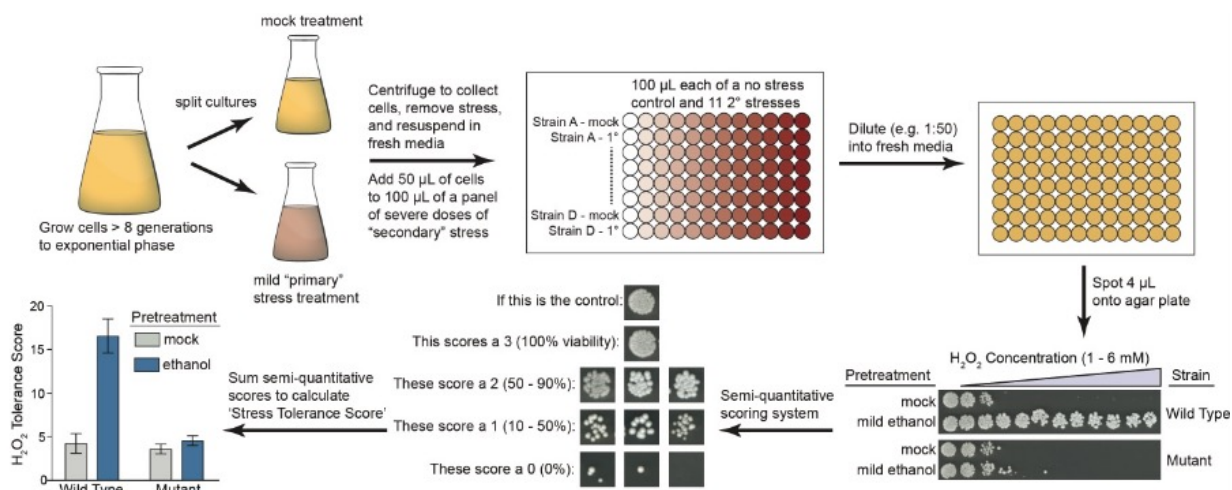 mock treatment
split cultures
Grow cells > 8 generations
to exponential phase
mild "primary"
stress treatment
Centrifuge to collect
cells, remove stress,
and resuspend in
fresh media
Add 50 µL of cells
to 100 µL of a panel
of severe doses of
"secondary" stress
100 µL each of a no stress
control and 11 2° stresses
Strain A - mock
Strain A - 1°
Strain D - mock
Strain D - 1°
Dilute (e.g. 1:50)
into fresh media
Spot 4 µL
onto agar plate
H₂O₂ Concentration (1 - 6 mM)
Pretreatment
Strain
mock
mild ethanol
Wild Type
mock
mild ethanol
Mutant
Semi-quantitative
scoring system
If this is the control:
This scores a 3 (100% viability):
These score a 2 (50 - 90%):
These score a 1 (10 - 50%):
These score a 0 (0%):
Sum semi-quantitative
scores to calculate
'Stress Tolerance Score'
H₂O₂ Tolerance Score
20
15
10
5
0
Pretreatment
mock
ethanol
Wild Type
Mutant